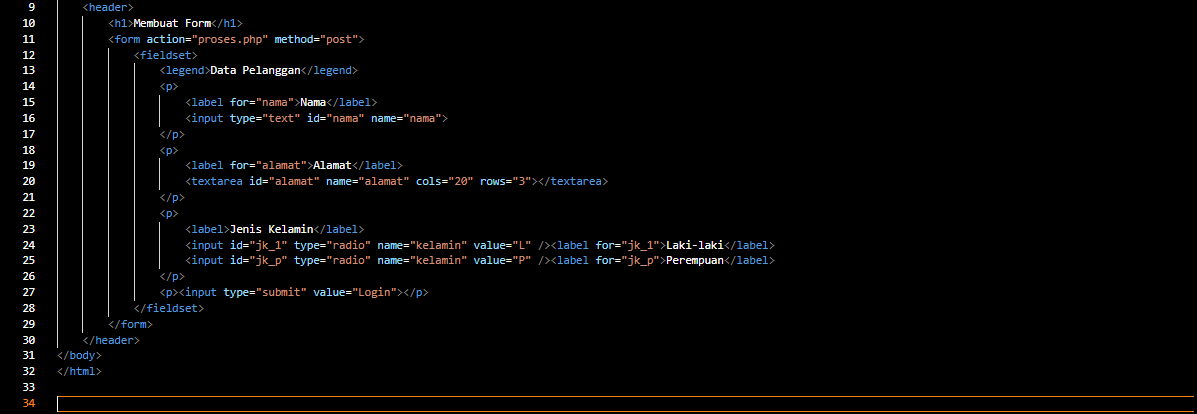 9 <header>
10 <h1>Membuat Form</h1>
11 <form action="proses.php" method="post">
12 <fieldset>
13 <legend>Data Pelanggan</legend>
14 <p>
15 <label for="nama">Nama</label>
16 <input type="text" id="nama" name="nama">
17 </p>
18 <p>
19 <label for="alamat">Alamat</label>
20 <textarea id="alamat" name="alamat" cols="20" rows="3"></textarea>
21 </p>
22 <p>
23 <label>Jenis Kelamin</label>
24 <input id="jk_1" type="radio" name="kelamin" value="L" /><label for="jk_1">Laki-laki</label>
25 <input id="jk_p" type="radio" name="kelamin" value="P" /><label for="jk_p">Perempuan</label>
26 </p>
27 <p><input type="submit" value="Login"></p>
28 </fieldset>
29 </form>
30 </header>
31 </body>
32 </html>
33
34